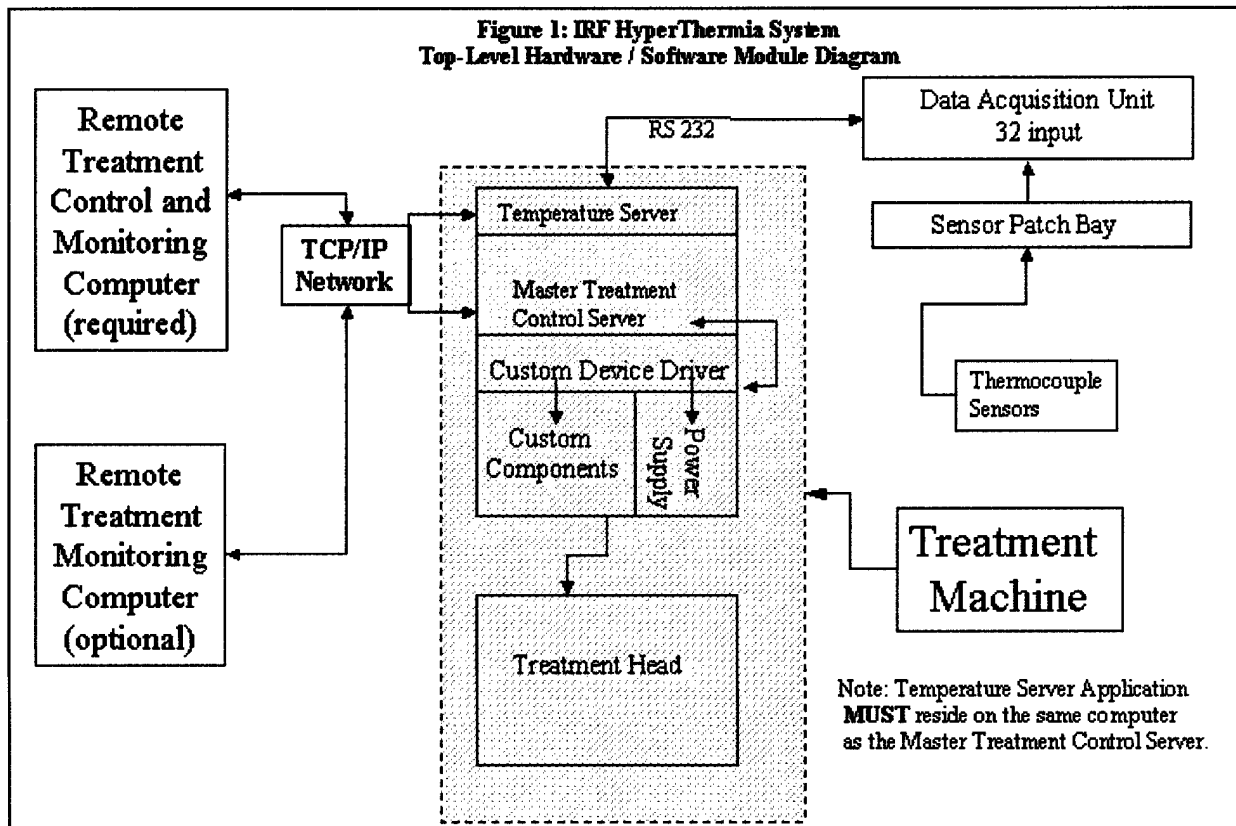 Figure 1: IRF HyperThermia System
Top-Level Hardware / Software Module Diagram
Remote
Treatment
Control and
Monitoring
Computer
(required)
TCP/IP
Network
Remote
Treatment
Monitoring
Computer
(optional)
RS 232
Temperature Server
Master Treatment
Control Server
Custom Device Driver
Custom
Components
Power
Supply
Treatment Head
Data Acquisition Unit
32 input
Sensor Patch Bay
Thermocouple
Sensors
Treatment
Machine
Note: Temperature Server Application
MUST reside on the same computer
as the Master Treatment Control Server.